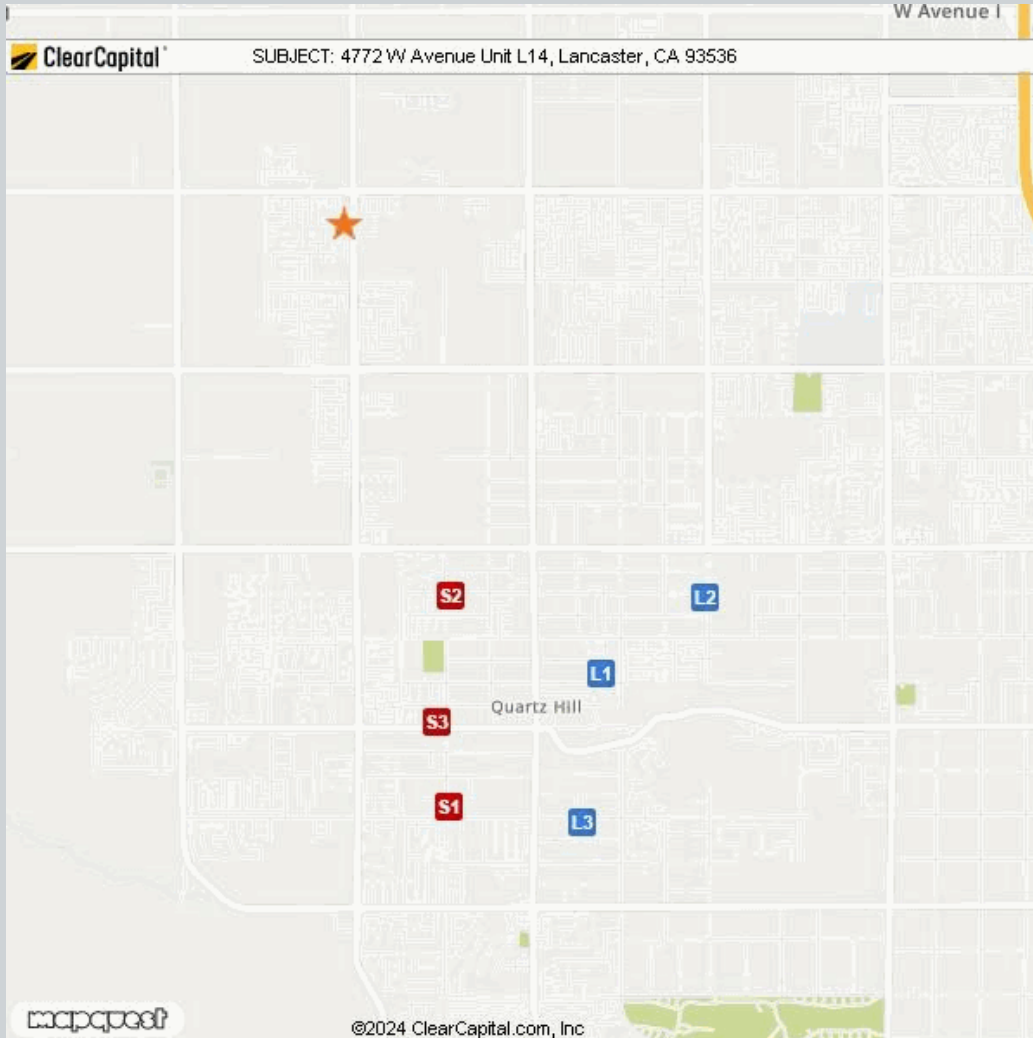 W Avenue I
ClearCapital®
SUBJECT: 4772 W Avenue Unit L14, Lancaster, CA 93536
S2
L2
L1
Quartz Hill
S3
S1
L3
mapquest
©2024 ClearCapital.com, Inc